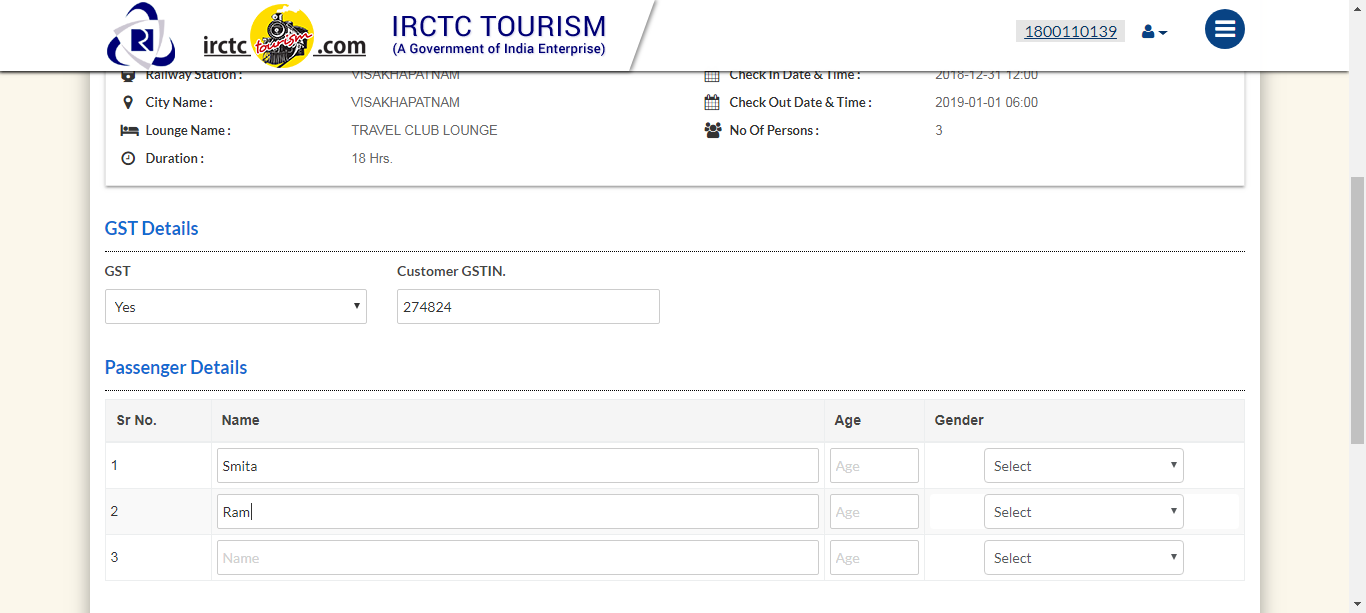 irctc tourism .com
IRCTC TOURISM
(A Government of India Enterprise)
1800110139
Railway Station : VISAKHAPATNAM Check In Date & Time : 2018-12-31 12:00
City Name : VISAKHAPATNAM Check Out Date & Time : 2019-01-01 06:00
Lounge Name : TRAVEL CLUB LOUNGE No Of Persons : 3
Duration : 18 Hrs.
GST Details
GST Customer GSTIN.
Yes 274824
Passenger Details
Sr No. Name Age Gender
1 Smita Age Select
2 Ram Age Select
3 Name Age Select